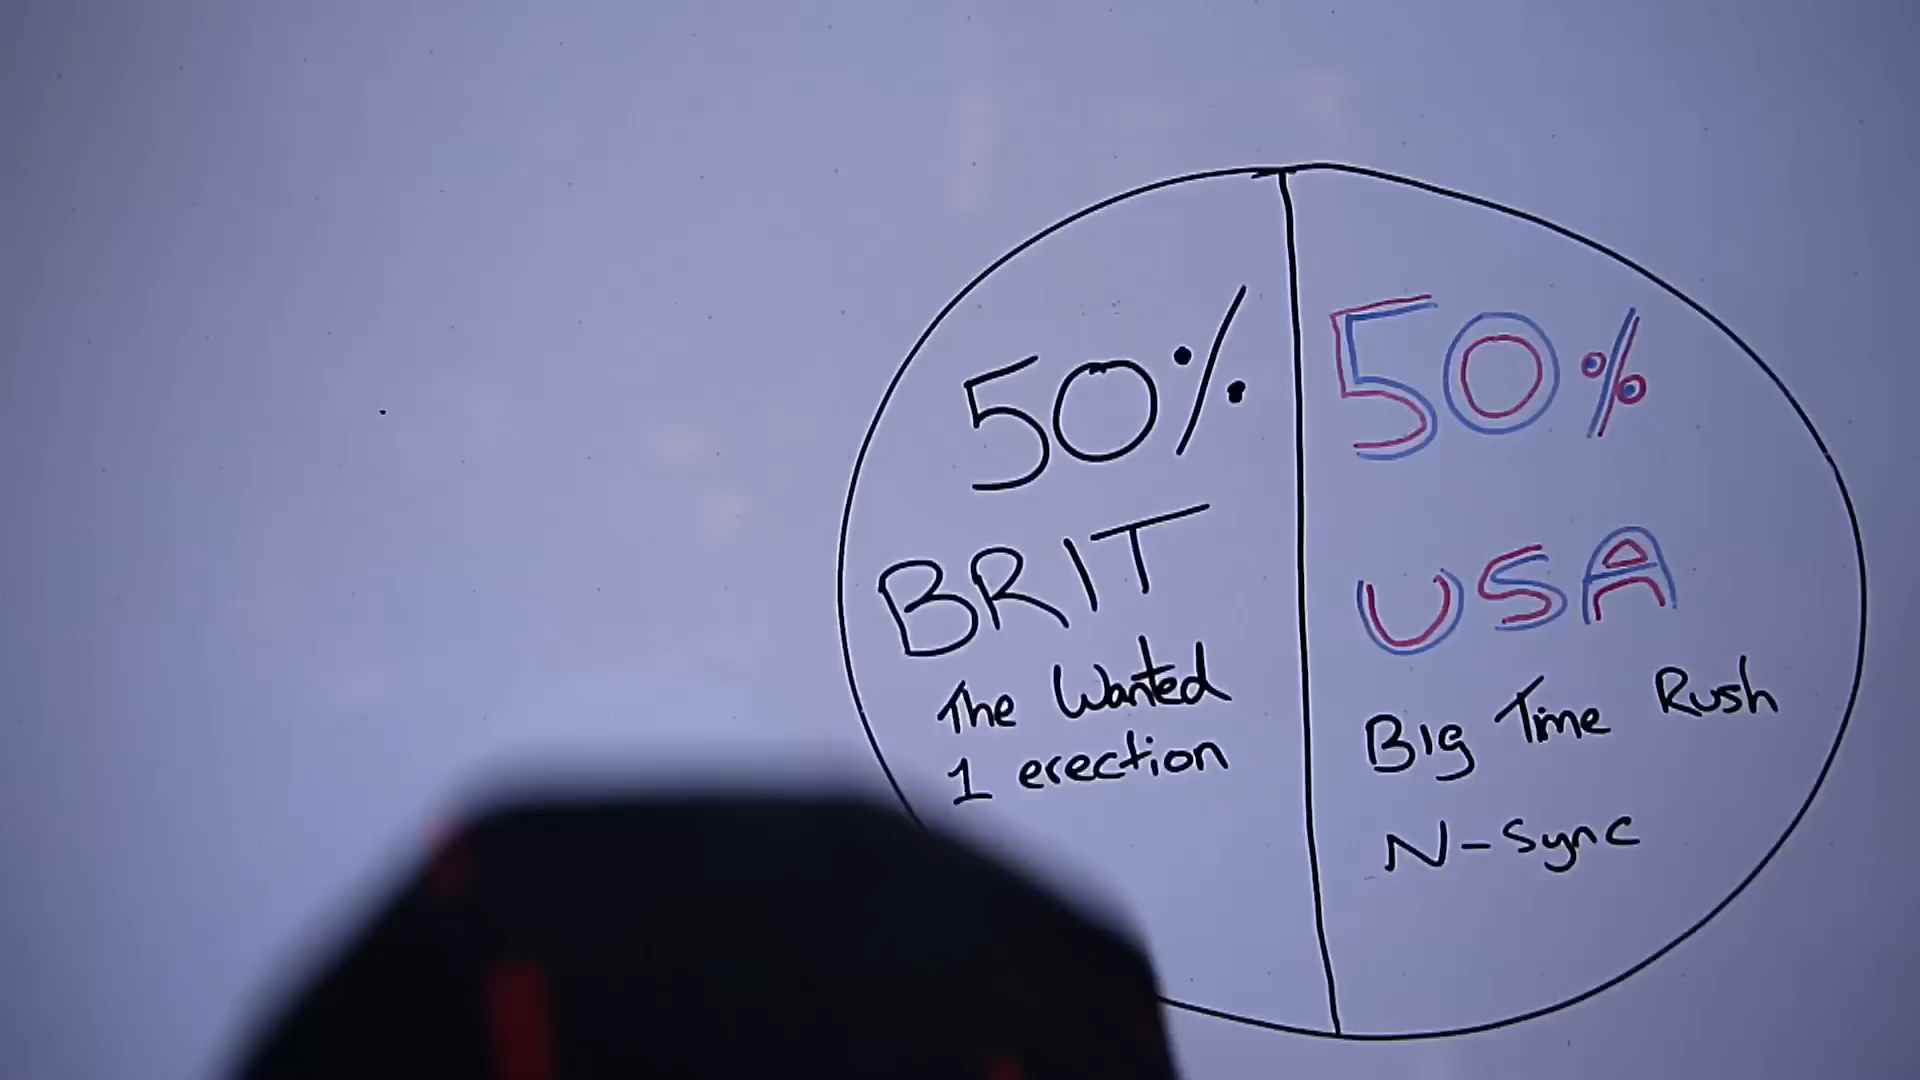 50%
BRIT
The Wanted
1 erection
50%
USA
Big Time Rush
N-Sync